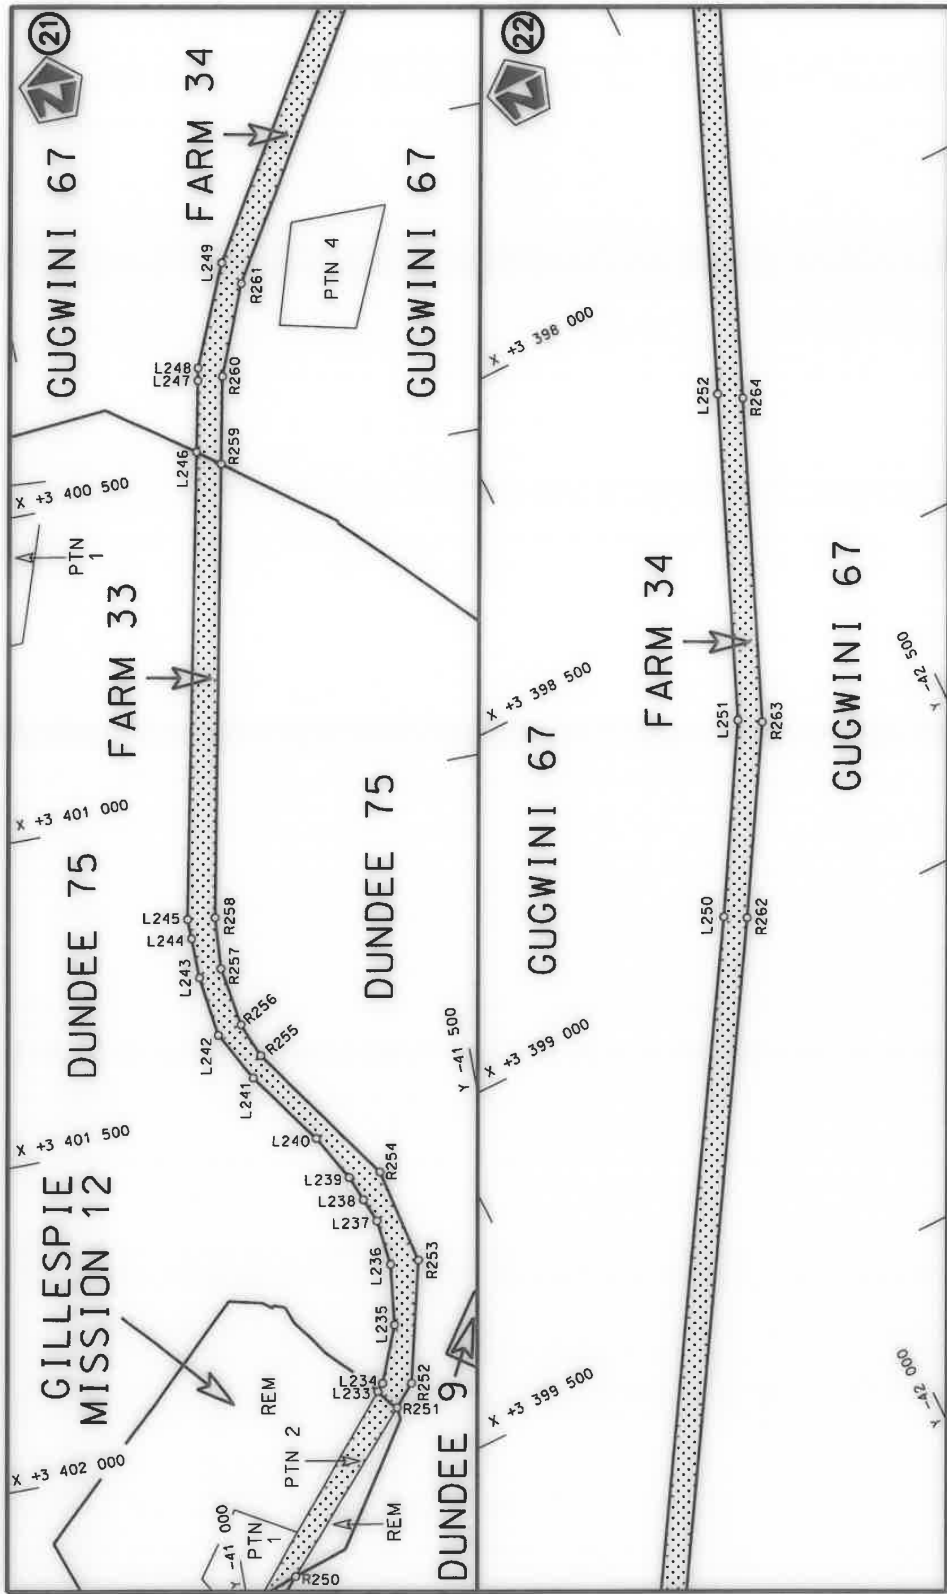 21
N
GUGWINI 67
FARM 34
L249
R261
PTN 4
GUGWINI 67
L248
L247
R260
L246
R259
X +3 400 500
PTN
1
FARM 33
X +3 401 000
DUNDEE 75
L245
L244
L243
R258
R257
DUNDEE 75
L242
R256
R255
L241
Y -41 500
L240
X +3 401 500
GILLESPIE
MISSION 12
R254
L239
L238
L237
L236
R253
L235
REM
L234
L233
R252
R251
DUNDEE 9
PTN 2
X +3 402 000
PTN
1
Y -41 000
REM
R250
22
N
X +3 398 000
L252
R264
FARM 34
GUGWINI 67
L251
R263
X +3 398 500
Y -42 500
GUGWINI 67
L250
R262
X +3 399 000
X +3 399 500
Y -42 000